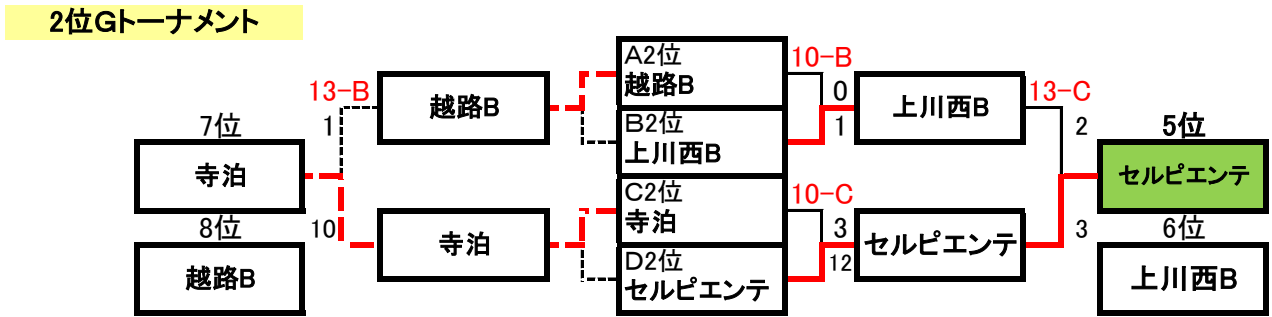 2位Gトーナメント
7位
寺泊
8位
越路B
13-B
1
10
越路B
寺泊
A2位
越路B
B2位
上川西B
C2位
寺泊
D2位
セルピエンテ
10-B
0
1
10-C
3
12
上川西B
セルピエンテ
13-C
2
3
5位
セルピエンテ
6位
上川西B